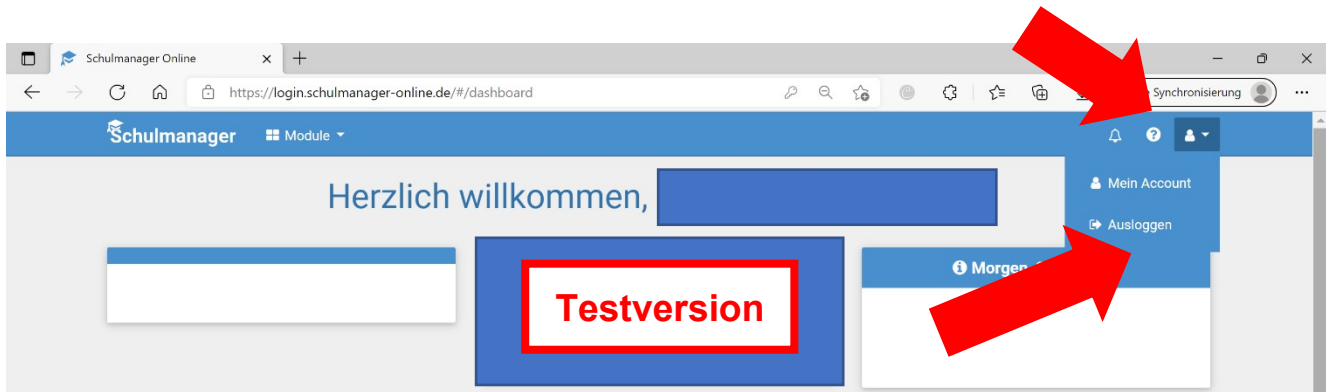 Schulmanager Online
https://login.schulmanager-online.de/#/dashboard
Synchronisierung
Schulmanager
Module
Mein Account
Herzlich willkommen,
Ausloggen
Morgen
Testversion